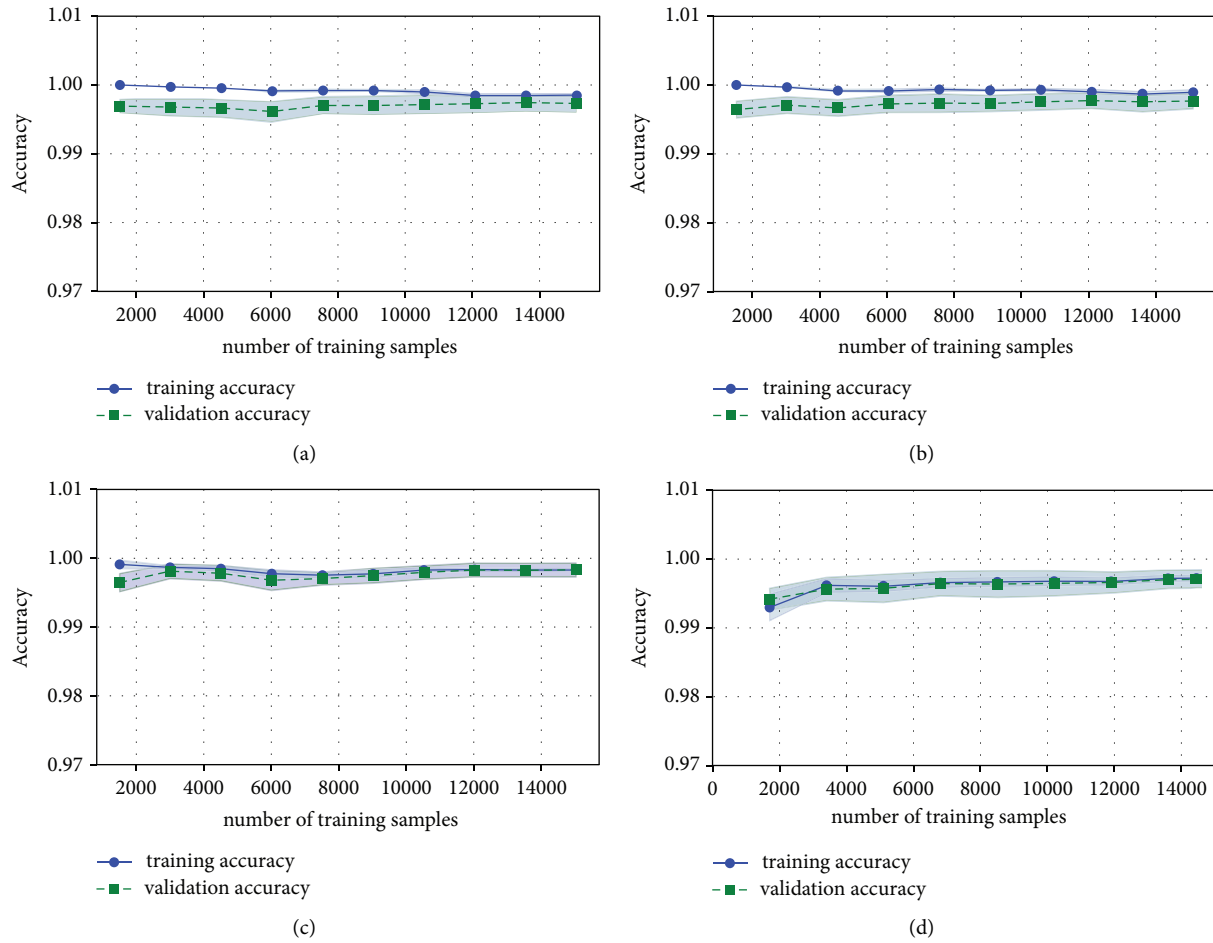 1.01
1.00
0.99
0.98
0.97
Accuracy
2000 4000 6000 8000 10000 12000 14000
number of training samples
training accuracy
validation accuracy
(a)
1.01
1.00
0.99
0.98
0.97
Accuracy
2000 4000 6000 8000 10000 12000 14000
number of training samples
training accuracy
validation accuracy
(b)
1.01
1.00
0.99
0.98
0.97
Accuracy
2000 4000 6000 8000 10000 12000 14000
number of training samples
training accuracy
validation accuracy
(c)
1.01
1.00
0.99
0.98
0.97
Accuracy
0 2000 4000 6000 8000 10000 12000 14000
number of training samples
training accuracy
validation accuracy
(d)